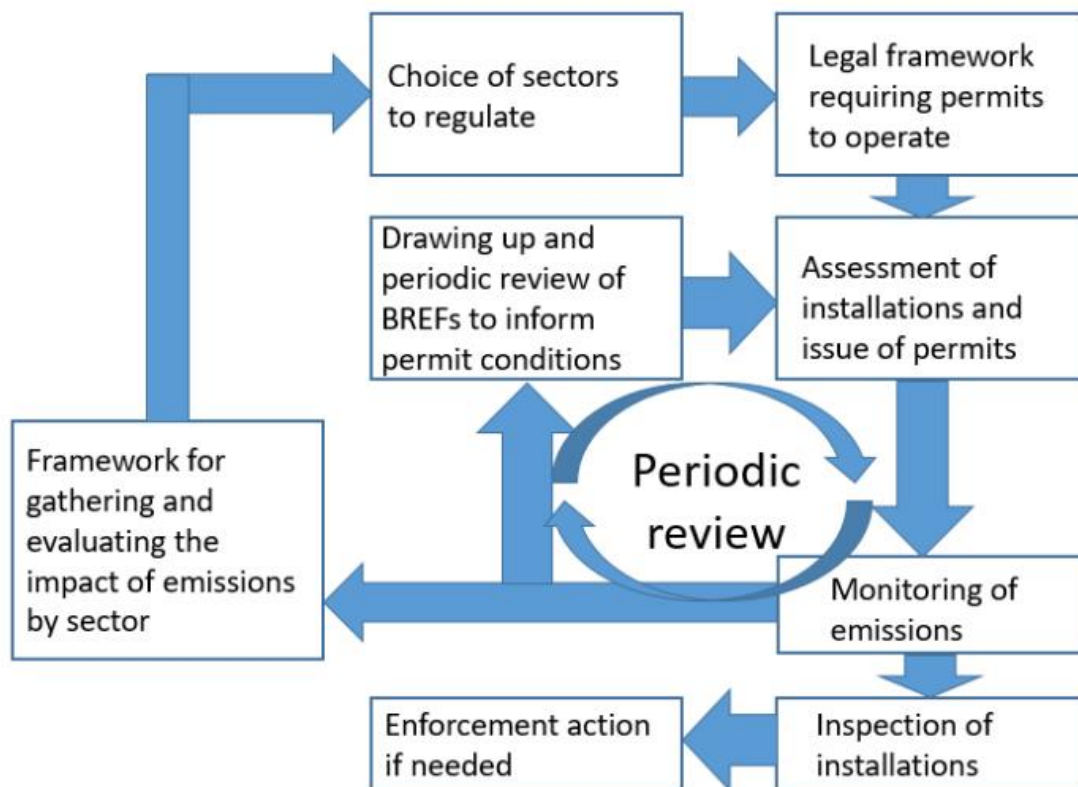 Choice of sectors
to regulate
Legal framework
requiring permits
to operate
Drawing up and
periodic review of
BREFs to inform
permit conditions
Assessment of
installations and
issue of permits
Framework for
gathering and
evaluating the
impact of emissions
by sector
Periodic
review
Monitoring of
emissions
Enforcement action
if needed
Inspection of
installations